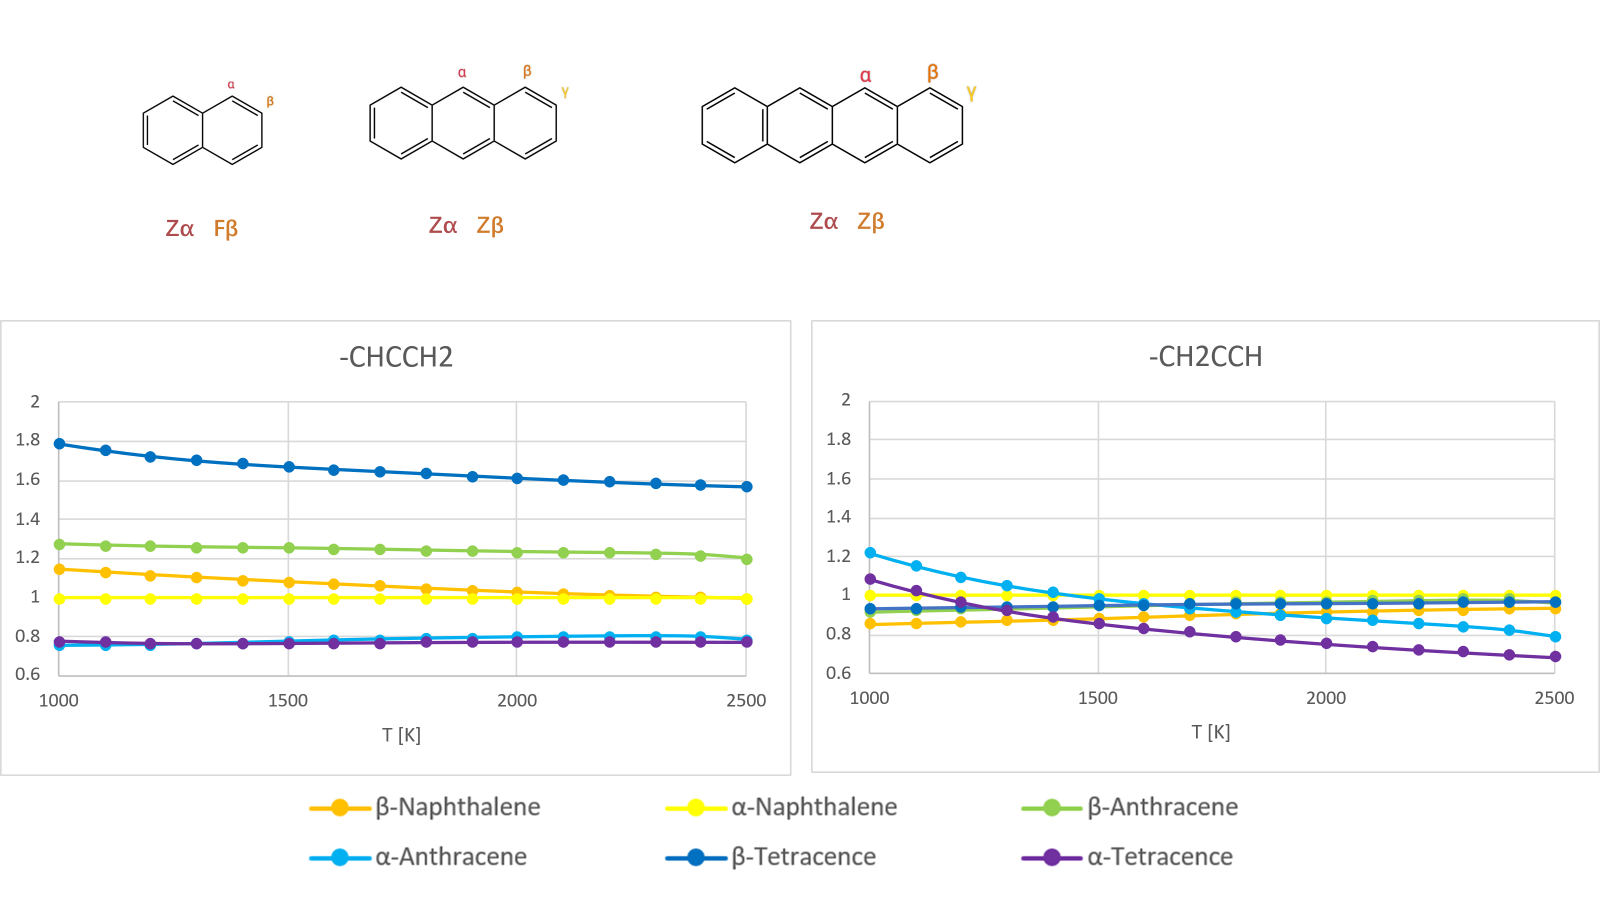 α
β
α
β
γ
α
β
γ
Zα Fβ
Zα Zβ
Zα Zβ
-CHCCH2
2
1.8
1.6
1.4
1.2
1
0.8
0.6
1000 1500 2000 2500
T [K]
-CH2CCH
2
1.8
1.6
1.4
1.2
1
0.8
0.6
1000 1500 2000 2500
T [K]
β-Naphthalene α-Naphthalene β-Anthracene
α-Anthracene β-Tetracence α-Tetracence